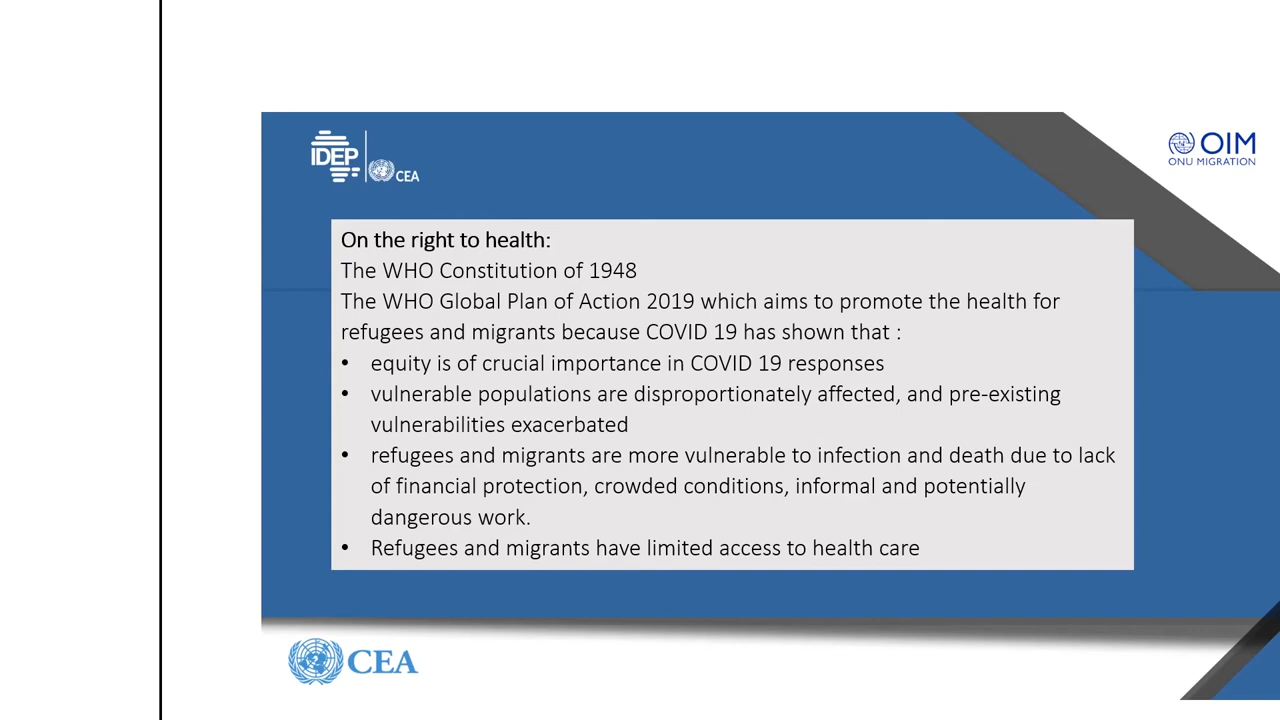 IDEP
CEA
OIM
ONU MIGRATION
On the right to health:
The WHO Constitution of 1948
The WHO Global Plan of Action 2019 which aims to promote the health for
refugees and migrants because COVID 19 has shown that :
• equity is of crucial importance in COVID 19 responses
• vulnerable populations are disproportionately affected, and pre-existing
vulnerabilities exacerbated
• refugees and migrants are more vulnerable to infection and death due to lack
of financial protection, crowded conditions, informal and potentially
dangerous work.
• Refugees and migrants have limited access to health care
CEA